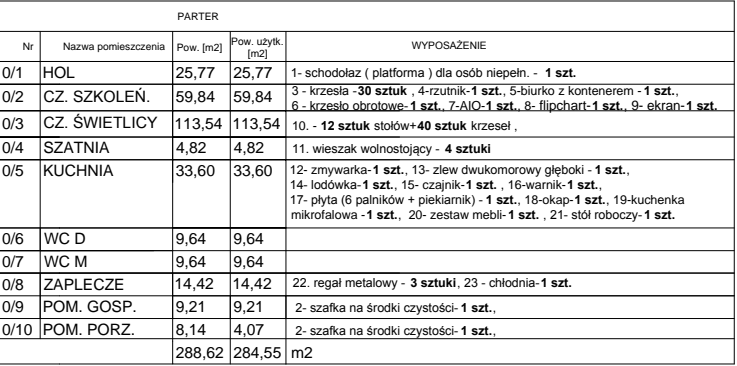 PARTER
Nr Nazwa pomieszczenia Pow. [m2] Pow. użytk. [m2] WYPOSAŻENIE
0/1 HOL 25,77 25,77 1- schodołaz ( platforma ) dla osób niepełn. - 1 szt.
0/2 CZ. SZKOLEŃ. 59,84 59,84 3 - krzesła -30 sztuk , 4-rzutnik-1 szt., 5-biurko z kontenerem - 1 szt.,
6 - krzesło obrotowe-1 szt., 7-AIO-1 szt., 8- flipchart-1 szt., 9- ekran-1 szt.
0/3 CZ. ŚWIETLICY 113,54 113,54 10. - 12 sztuk stołów+40 sztuk krzeseł ,
0/4 SZATNIA 4,82 4,82 11. wieszak wolnostojący - 4 sztuki
0/5 KUCHNIA 33,60 33,60 12- zmywarka-1 szt., 13- zlew dwukomorowy głęboki - 1 szt.,
14- lodówka-1 szt., 15- czajnik-1 szt. , 16-warnik-1 szt.,
17- płyta (6 palników + piekiarnik) - 1 szt., 18-okap-1 szt., 19-kuchenka
mikrofalowa -1 szt., 20- zestaw mebli-1 szt. , 21- stół roboczy-1 szt.
0/6 WC D 9,64 9,64
0/7 WC M 9,64 9,64
0/8 ZAPLECZE 14,42 14,42 22. regał metalowy - 3 sztuki, 23 - chłodnia-1 szt.
0/9 POM. GOSP. 9,21 9,21 2- szafka na środki czystości- 1 szt.,
0/10 POM. PORZ. 8,14 4,07 2- szafka na środki czystości- 1 szt.,
288,62 284,55 m2